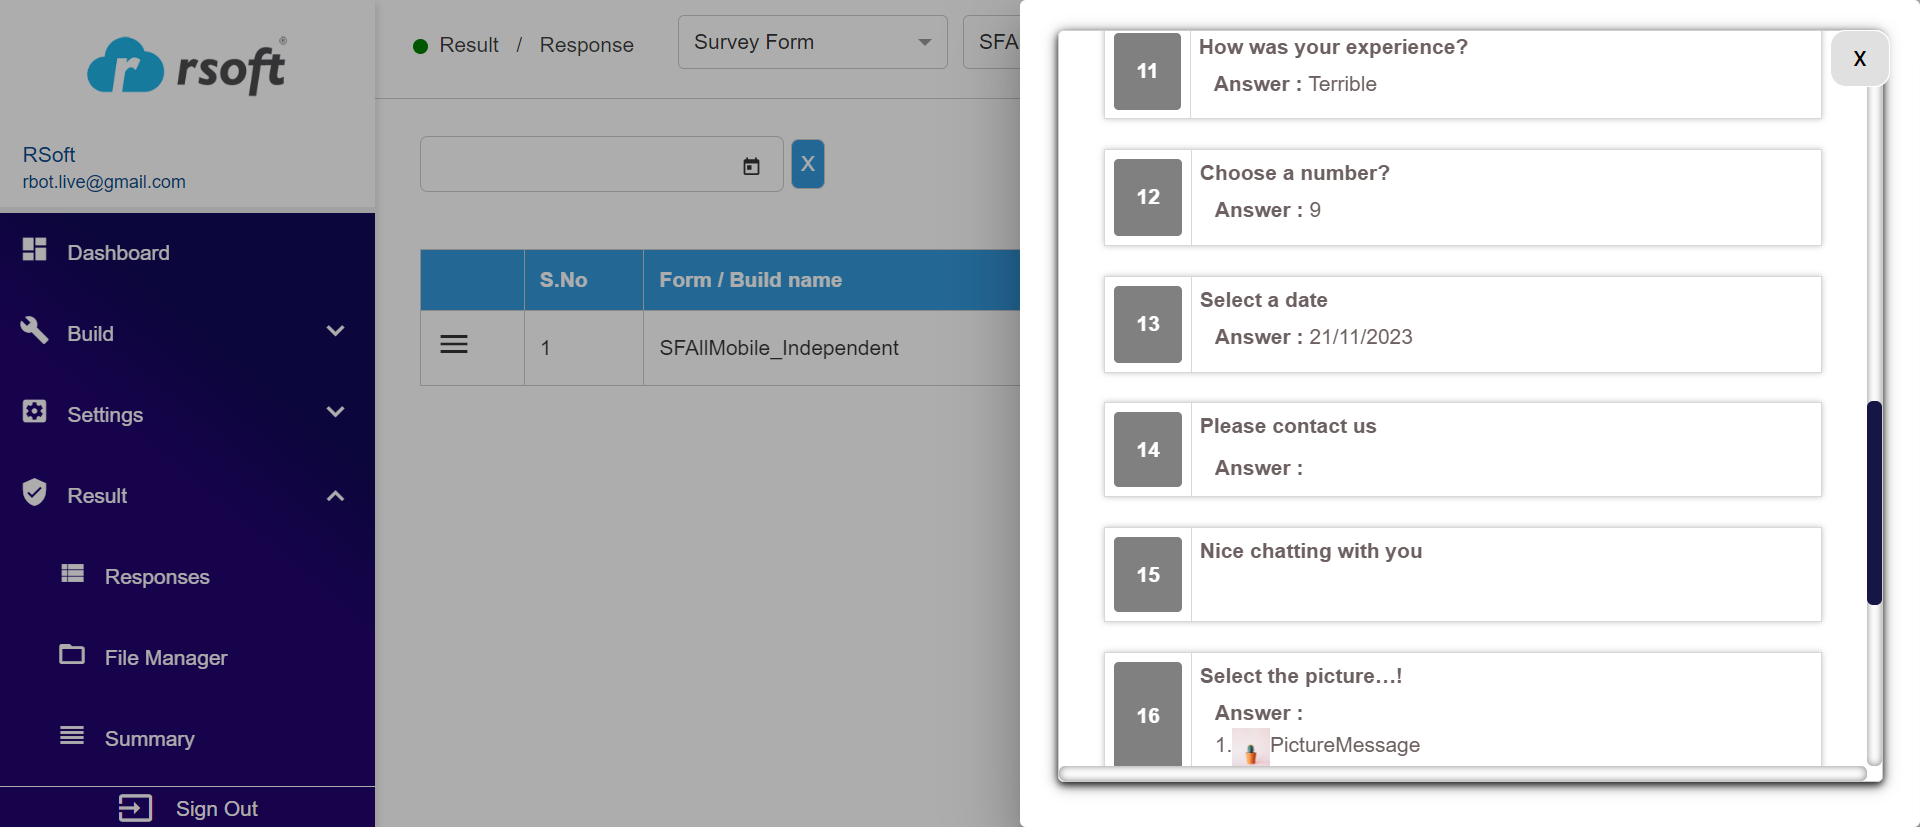 rsoft®
RSoft
rbot.live@gmail.com
Dashboard
Build
Settings
Result
Responses
File Manager
Summary
Sign Out
Result / Response
Survey Form
SFA
X
S.No
Form / Build name
1
SFAllMobile_Independent
X
11
How was your experience?
Answer : Terrible
12
Choose a number?
Answer : 9
13
Select a date
Answer : 21/11/2023
14
Please contact us
Answer :
15
Nice chatting with you
16
Select the picture...!
Answer :
1. PictureMessage